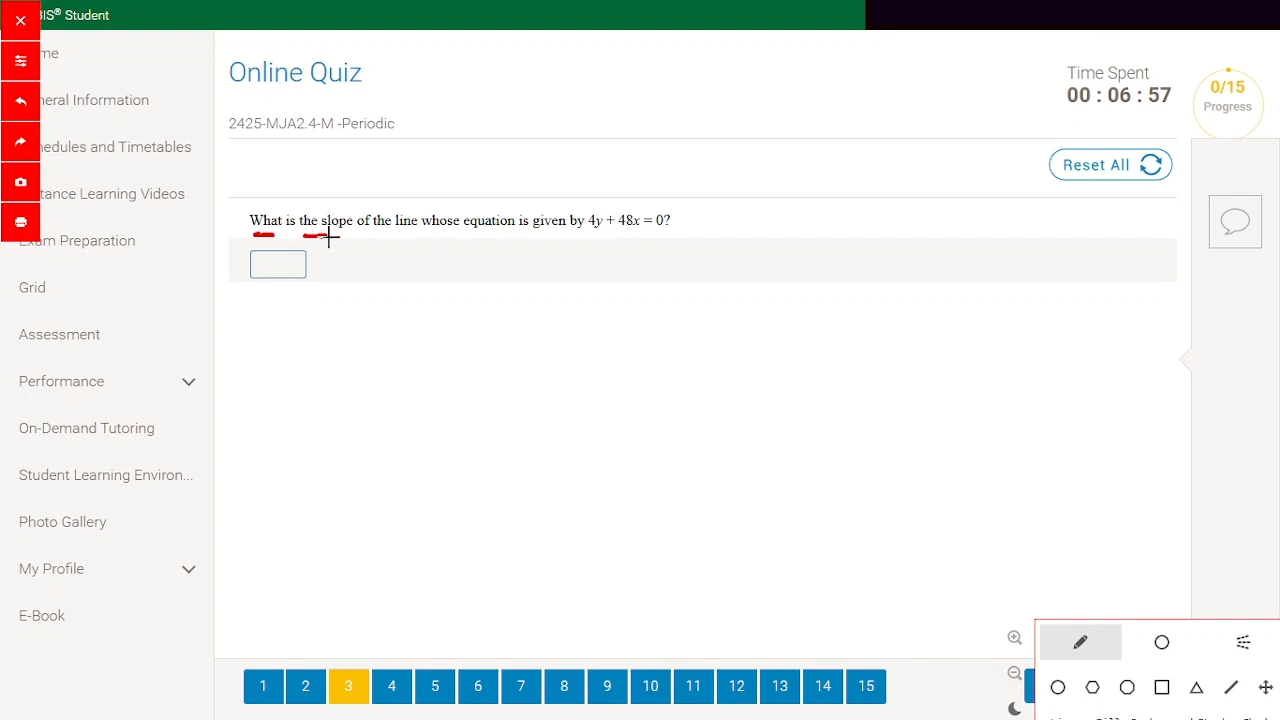 IS® Student
me
neral Information
hedules and Timetables
tance Learning Videos
Exam Preparation
Grid
Assessment
Performance
On-Demand Tutoring
Student Learning Environ...
Photo Gallery
My Profile
E-Book
Online Quiz
Time Spent
00 : 06 : 57
0/15
Progress
2425-MJA2.4-M -Periodic
Reset All
What is the slope of the line whose equation is given by 4y + 48x = 0?
1 2 3 4 5 6 7 8 9 10 11 12 13 14 15